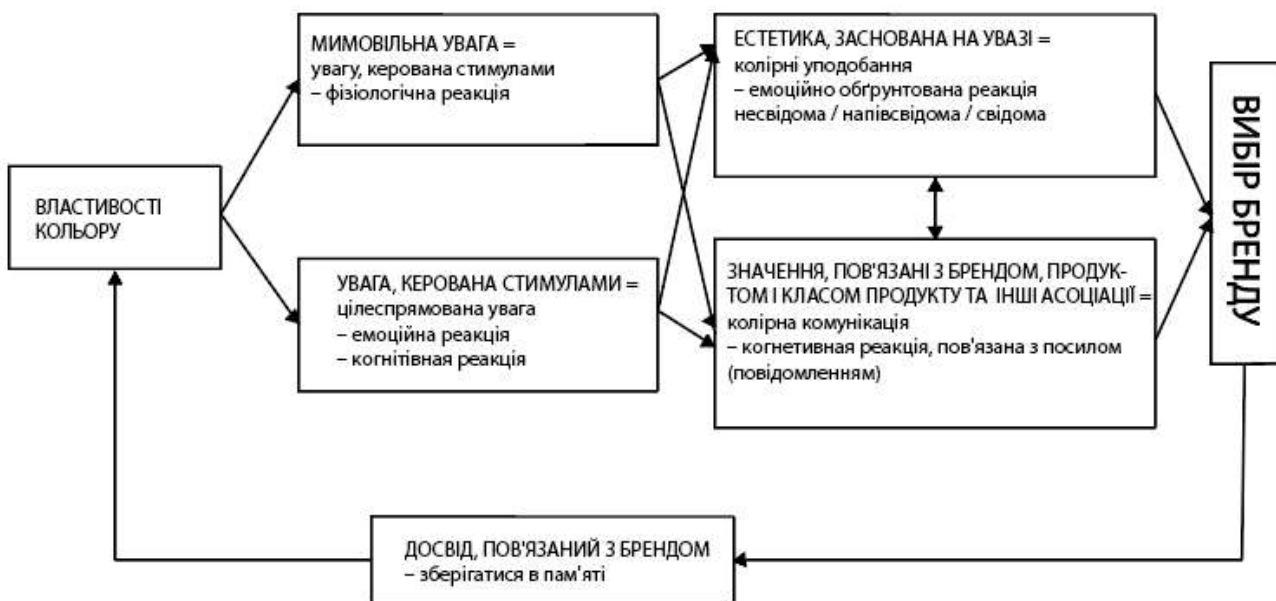 МИМОВІЛЬНА УВАГА =
увагу, керована стимулами
– фізіологічна реакція
ЕСТЕТИКА, ЗАСНОВАНА НА УВАЗІ =
колірні уподобання
– емоційно обґрунтована реакція
несвідома / напівсвідома / свідома
ВЛАСТИВОСТІ
КОЛЬОРУ
УВАГА, КЕРОВАНА СТИМУЛАМИ =
цілеспрямована увага
– емоційна реакція
– когнітівная реакція
ЗНАЧЕННЯ, ПОВ'ЯЗАНІ З БРЕНДОМ, ПРОДУК-
ТОМ І КЛАСОМ ПРОДУКТУ ТА ІНШІ АСОЦІАЦІЇ =
колірна комунікація
– когнетивная реакція, пов'язана з посилом
(повідомленням)
ВИБІР БРЕНДУ
ДОСВІД, ПОВ'ЯЗАНИЙ З БРЕНДОМ
– зберігатися в пам'яті